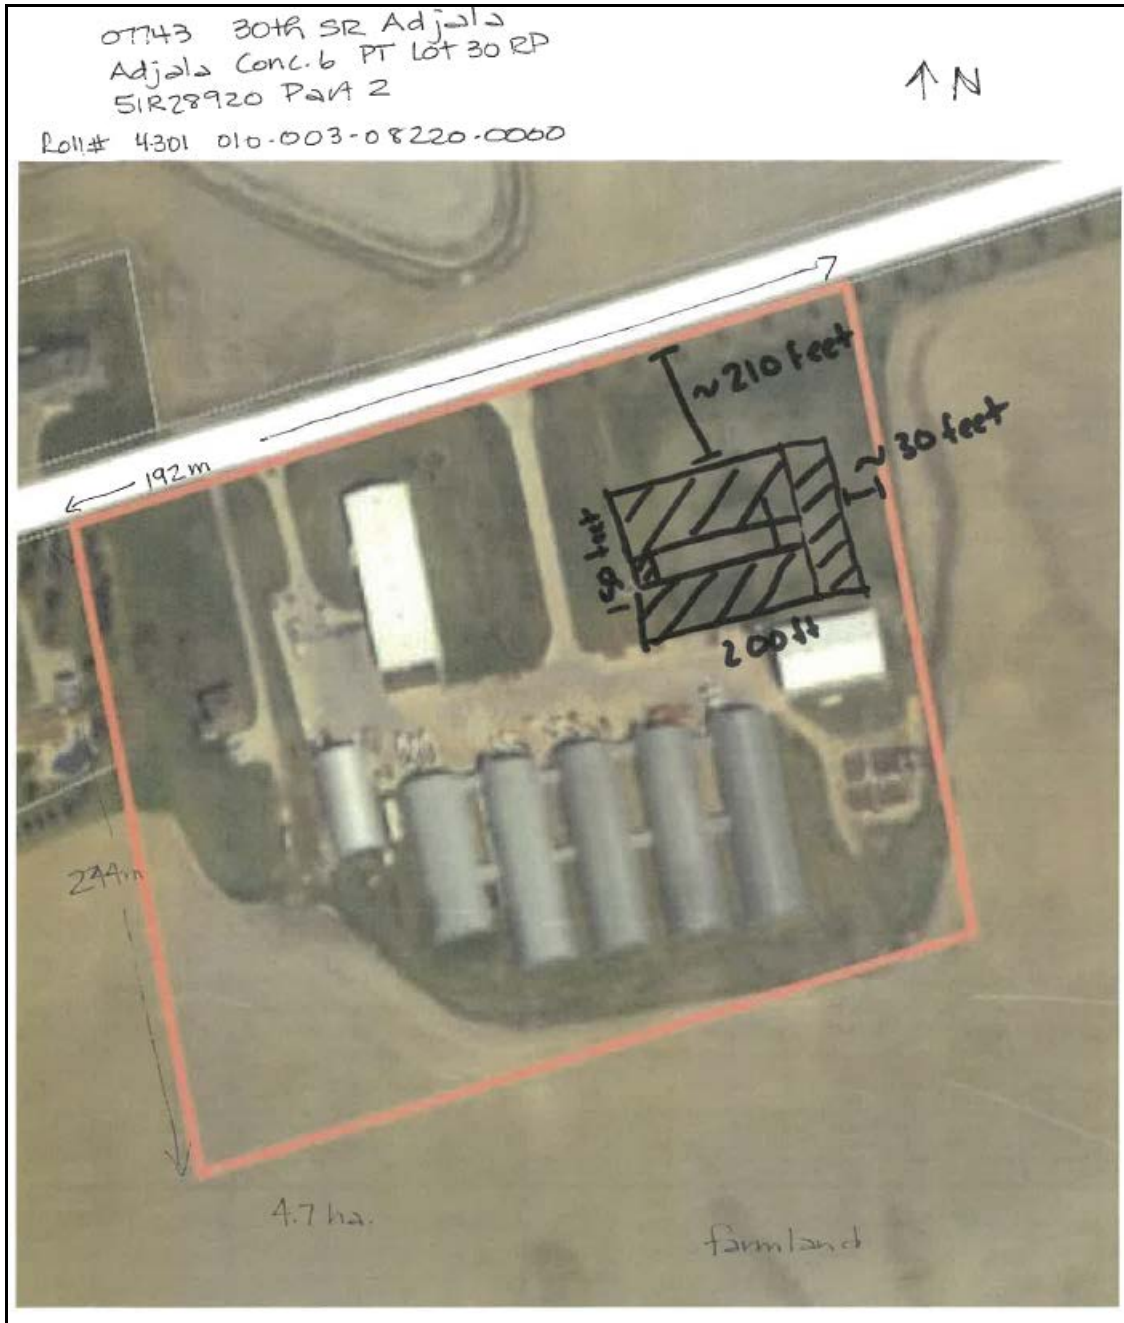 07743 30th SR Adjala
Adjala Conc. 6 PT Lot 30 RP
51R28920 Part 2
Roll# 4301 010-003-08220-0000
↑ N
~ 210 feet
~ 30 feet
192m
150 feet
200 ft
244m
4.7 ha.
farmland